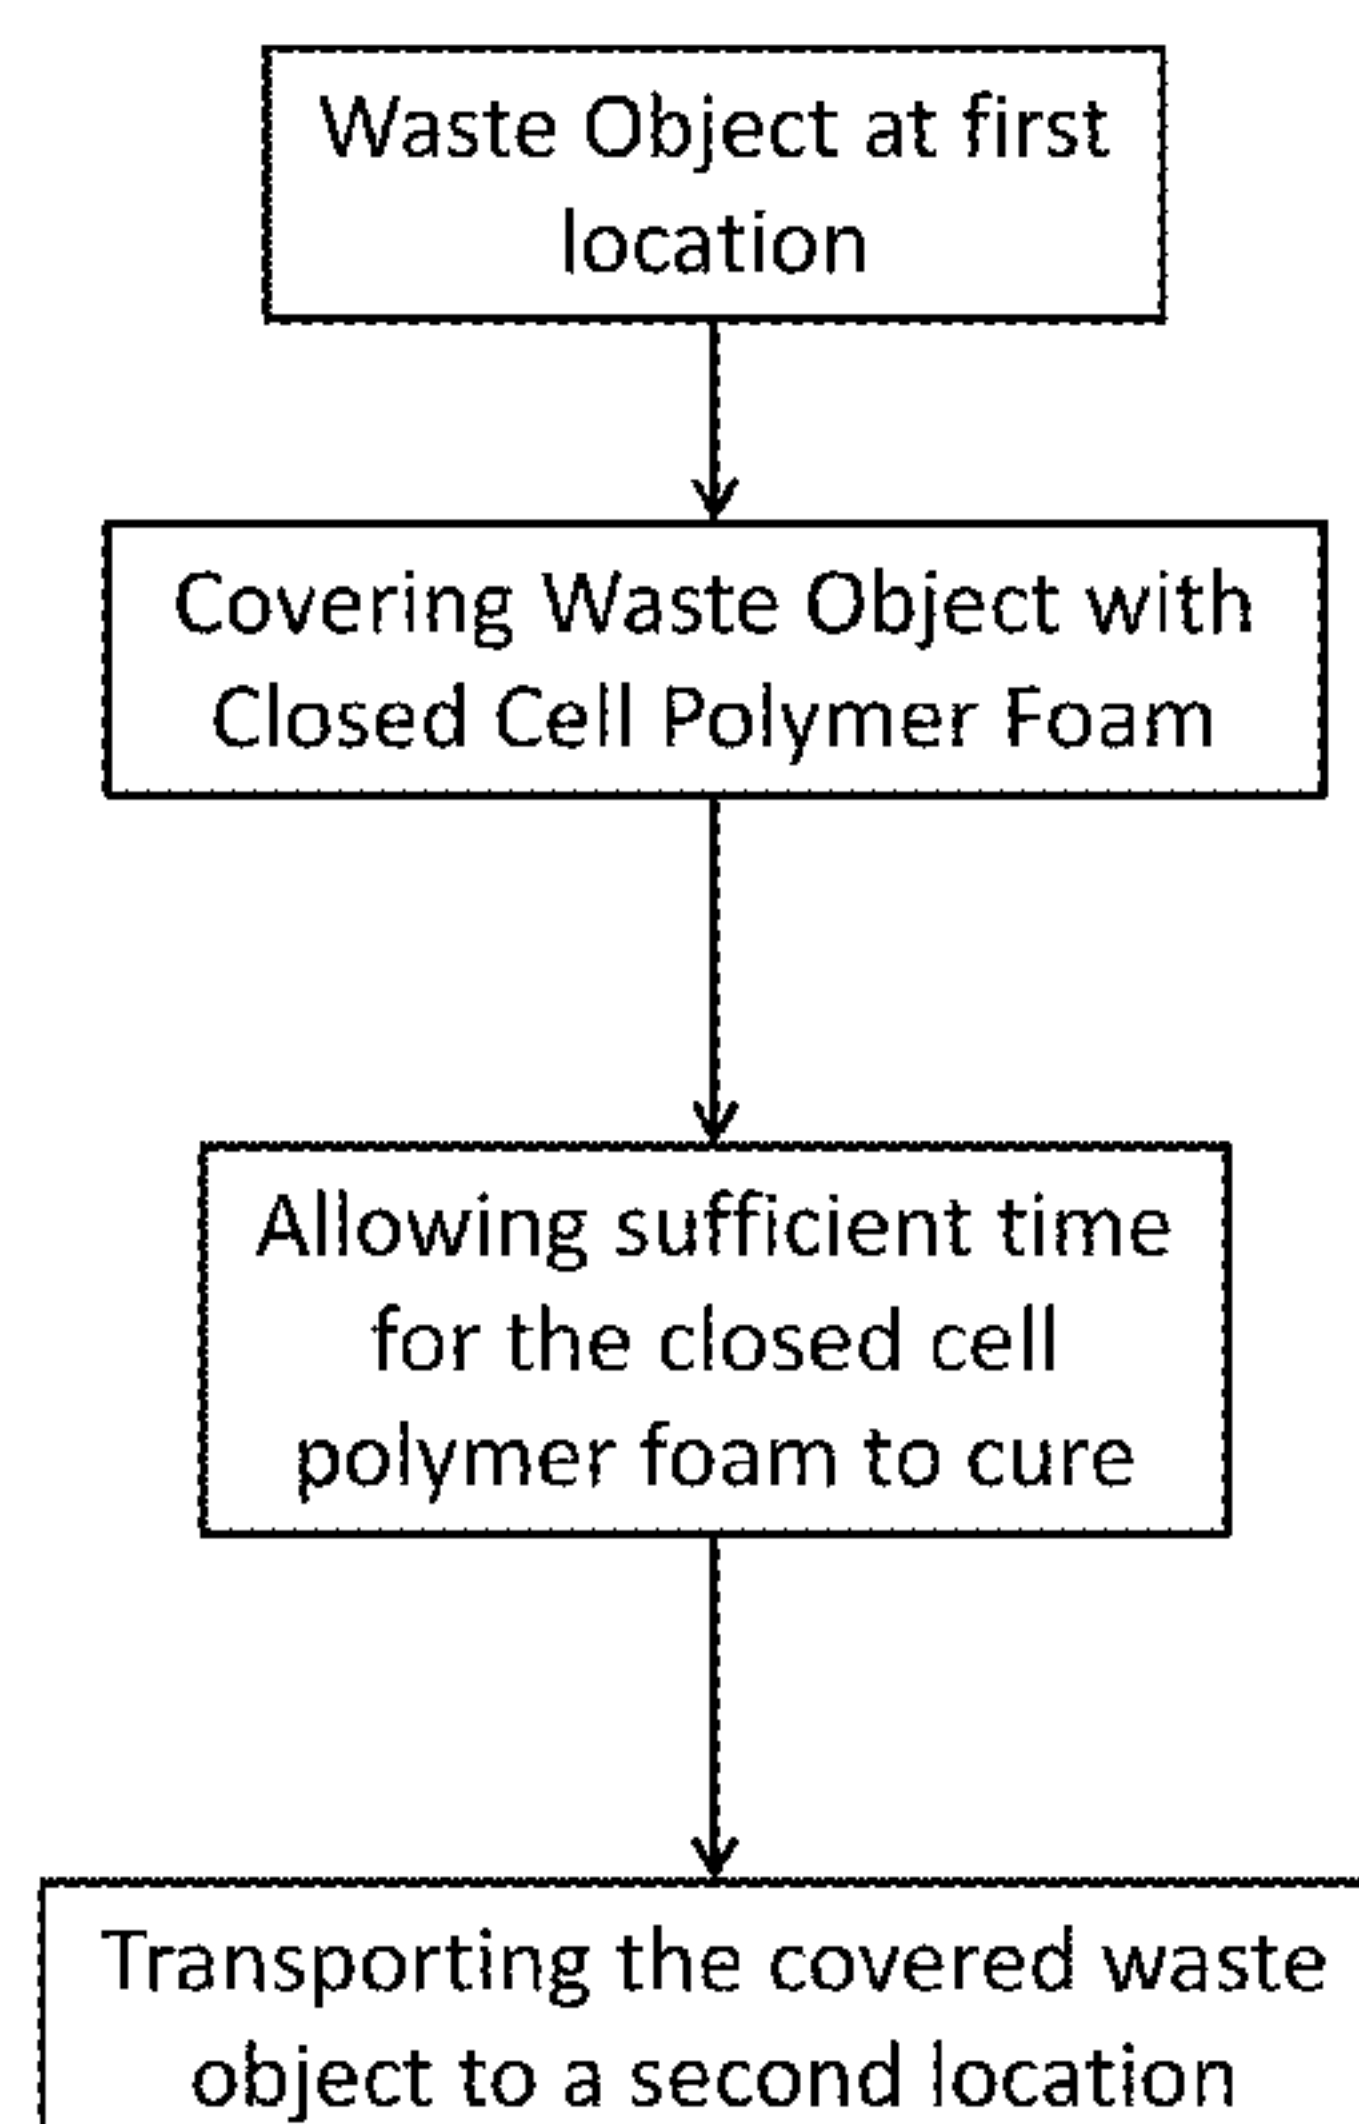 Waste Object at first
location
Covering Waste Object with
Closed Cell Polymer Foam
Allowing sufficient time
for the closed cell
polymer foam to cure
Transporting the covered waste
object to a second location